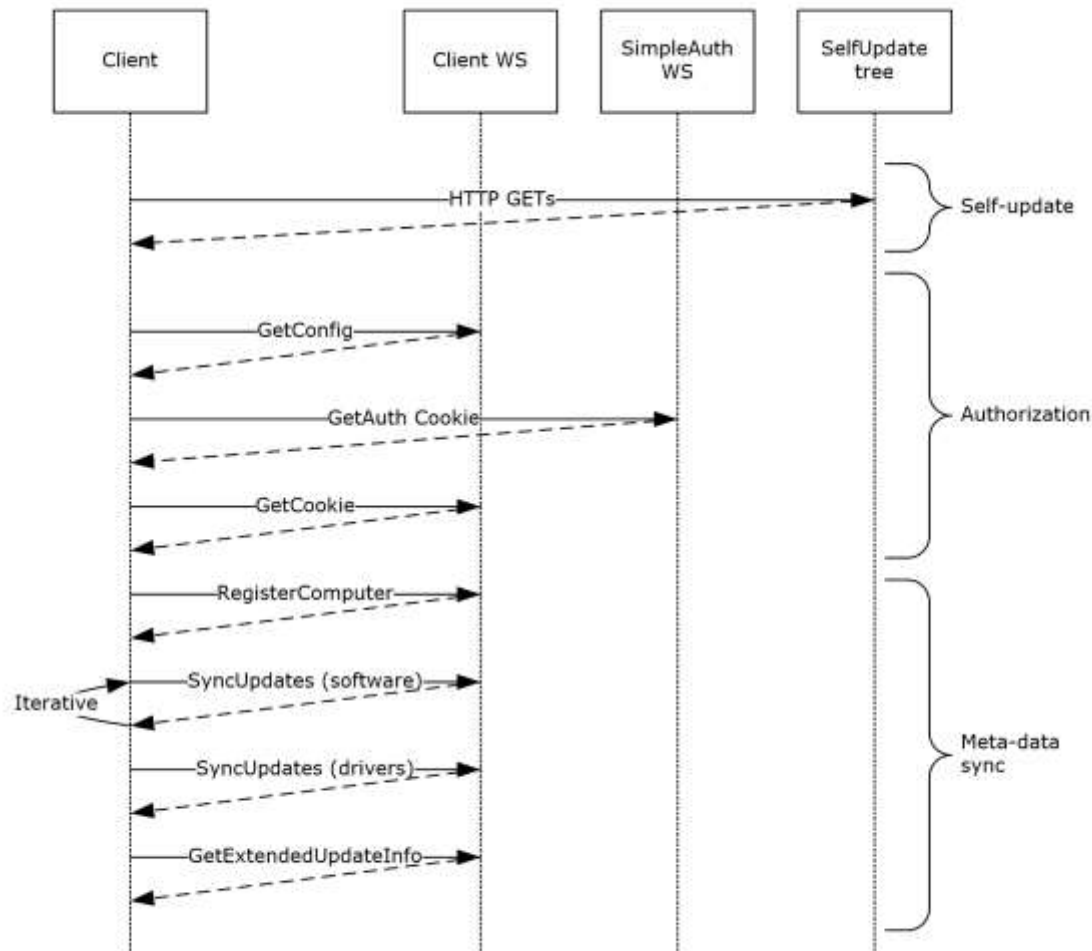 Client
Client WS
SimpleAuth
WS
SelfUpdate
tree
HTTP GETs
Self-update
GetConfig
GetAuth Cookie
Authorization
GetCookie
RegisterComputer
SyncUpdates (software)
Iterative
Meta-data
sync
SyncUpdates (drivers)
GetExtendedUpdateInfo